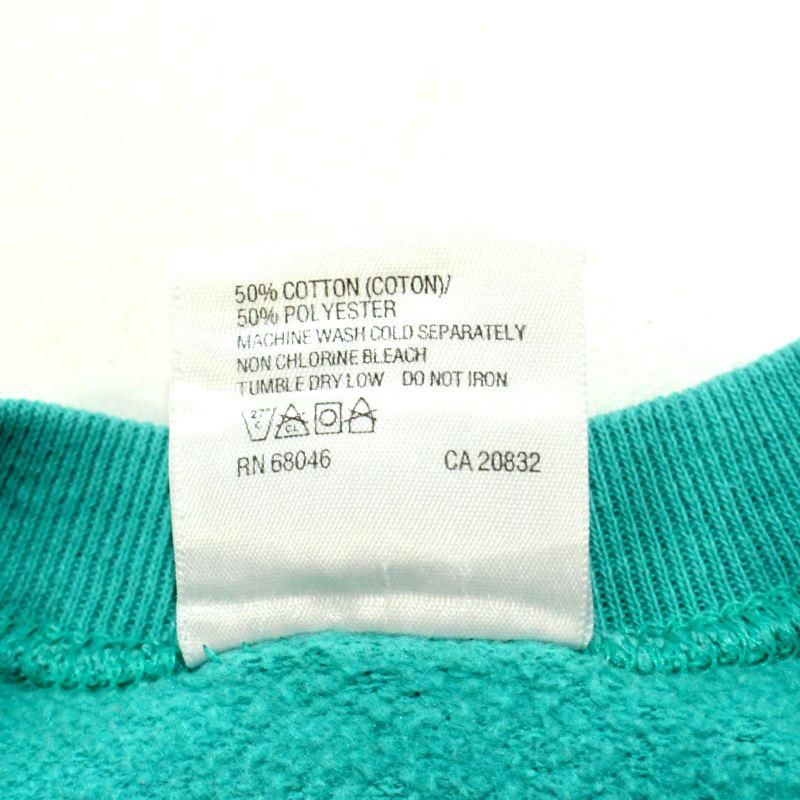 50% COTTON (COTON)/
50% POLYESTER
MACHINE WASH COLD SEPARATELY
NON CHLORINE BLEACH
TUMBLE DRY LOW DO NOT IRON
CL
RN 68046 CA 20832